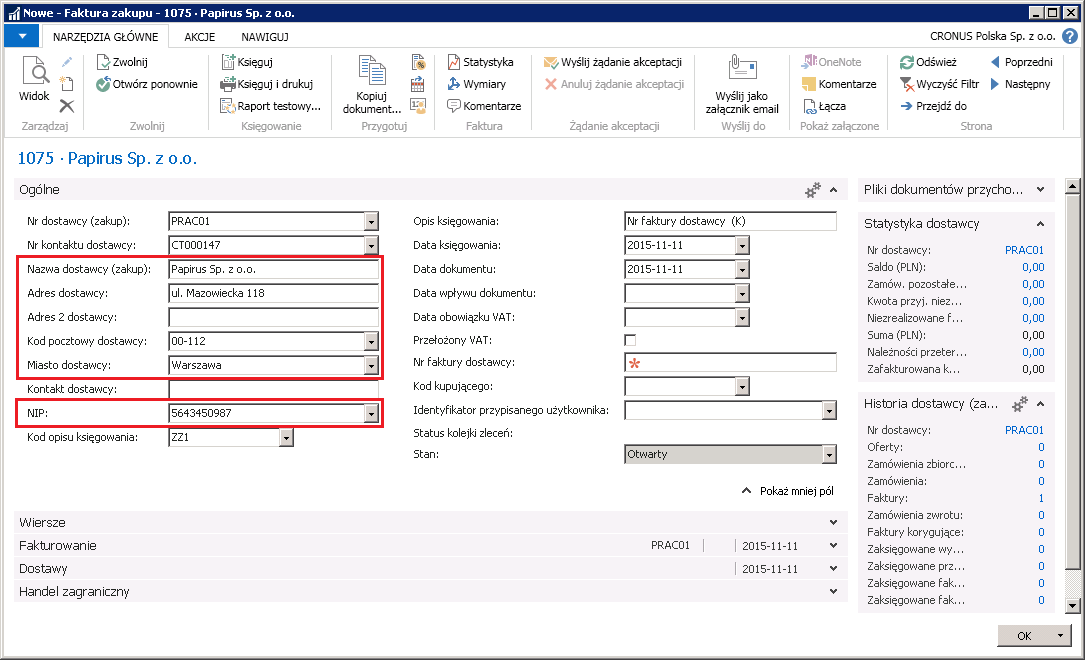 Nowe - Faktura zakupu - 1075 · Papirus Sp. z o.o.
NARZĘDZIA GŁÓWNE AKCJE NAWIGUJ CRONUS Polska Sp. z o.o.
Widok
Zarządzaj
Zwolnij
Otwórz ponownie
Zwolnij
Księguj
Księguj i drukuj
Raport testowy...
Księgowanie
Kopiuj
dokument...
Przygotuj
Statystyka
Wymiary
Komentarze
Faktura
Wyślij żądanie akceptacji
Anuluj żądanie akceptacji
Żądanie akceptacji
Wyślij jako
załącznik email
Wyślij do
OneNote
Komentarze
Łącza
Pokaż załączone
Odśwież
Wyczyść Filtr
Przejdź do
Poprzedni
Następny
Strona
1075 · Papirus Sp. z o.o.
Ogólne
Nr dostawcy (zakup): PRAC01
Nr kontaktu dostawcy: CT000147
Nazwa dostawcy (zakup): Papirus Sp. z o.o.
Adres dostawcy: ul. Mazowiecka 118
Adres 2 dostawcy:
Kod pocztowy dostawcy: 00-112
Miasto dostawcy: Warszawa
Kontakt dostawcy:
NIP: 5643450987
Kod opisu księgowania: ZZ1
Opis księgowania: Nr faktury dostawcy (K)
Data księgowania: 2015-11-11
Data dokumentu: 2015-11-11
Data wpływu dokumentu:
Data obowiązku VAT:
Przełożony VAT:
Nr faktury dostawcy: *
Kod kupującego:
Identyfikator przypisanego użytkownika:
Status kolejki zleceń:
Stan: Otwarty
Pokaż mniej pól
Wiersze
Fakturowanie PRAC01 2015-11-11
Dostawy 2015-11-11
Handel zagraniczny
Pliki dokumentów przycho...
Statystyka dostawcy
Nr dostawcy: PRAC01
Saldo (PLN): 0,00
Zamów. pozostałe... 0,00
Kwota przyj. niez... 0,00
Niezrealizowane f... 0,00
Suma (PLN): 0,00
Należności przeter... 0,00
Zafakturowana k... 0,00
Historia dostawcy (za...
Nr dostawcy: PRAC01
Oferty: 0
Zamówienia zbiorc... 0
Zamówienia: 0
Faktury: 1
Zamówienia zwrotu: 0
Faktury korygujące: 0
Zaksięgowane wy... 0
Zaksięgowane prz... 0
Zaksięgowane fak... 0
Zaksięgowane fak... 0
OK